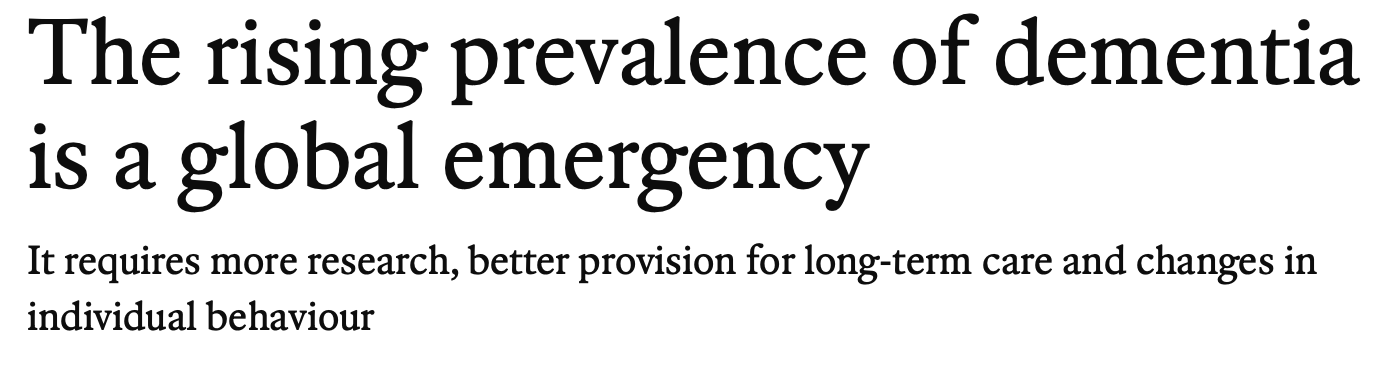 The rising prevalence of dementia
is a global emergency
It requires more research, better provision for long-term care and changes in
individual behaviour